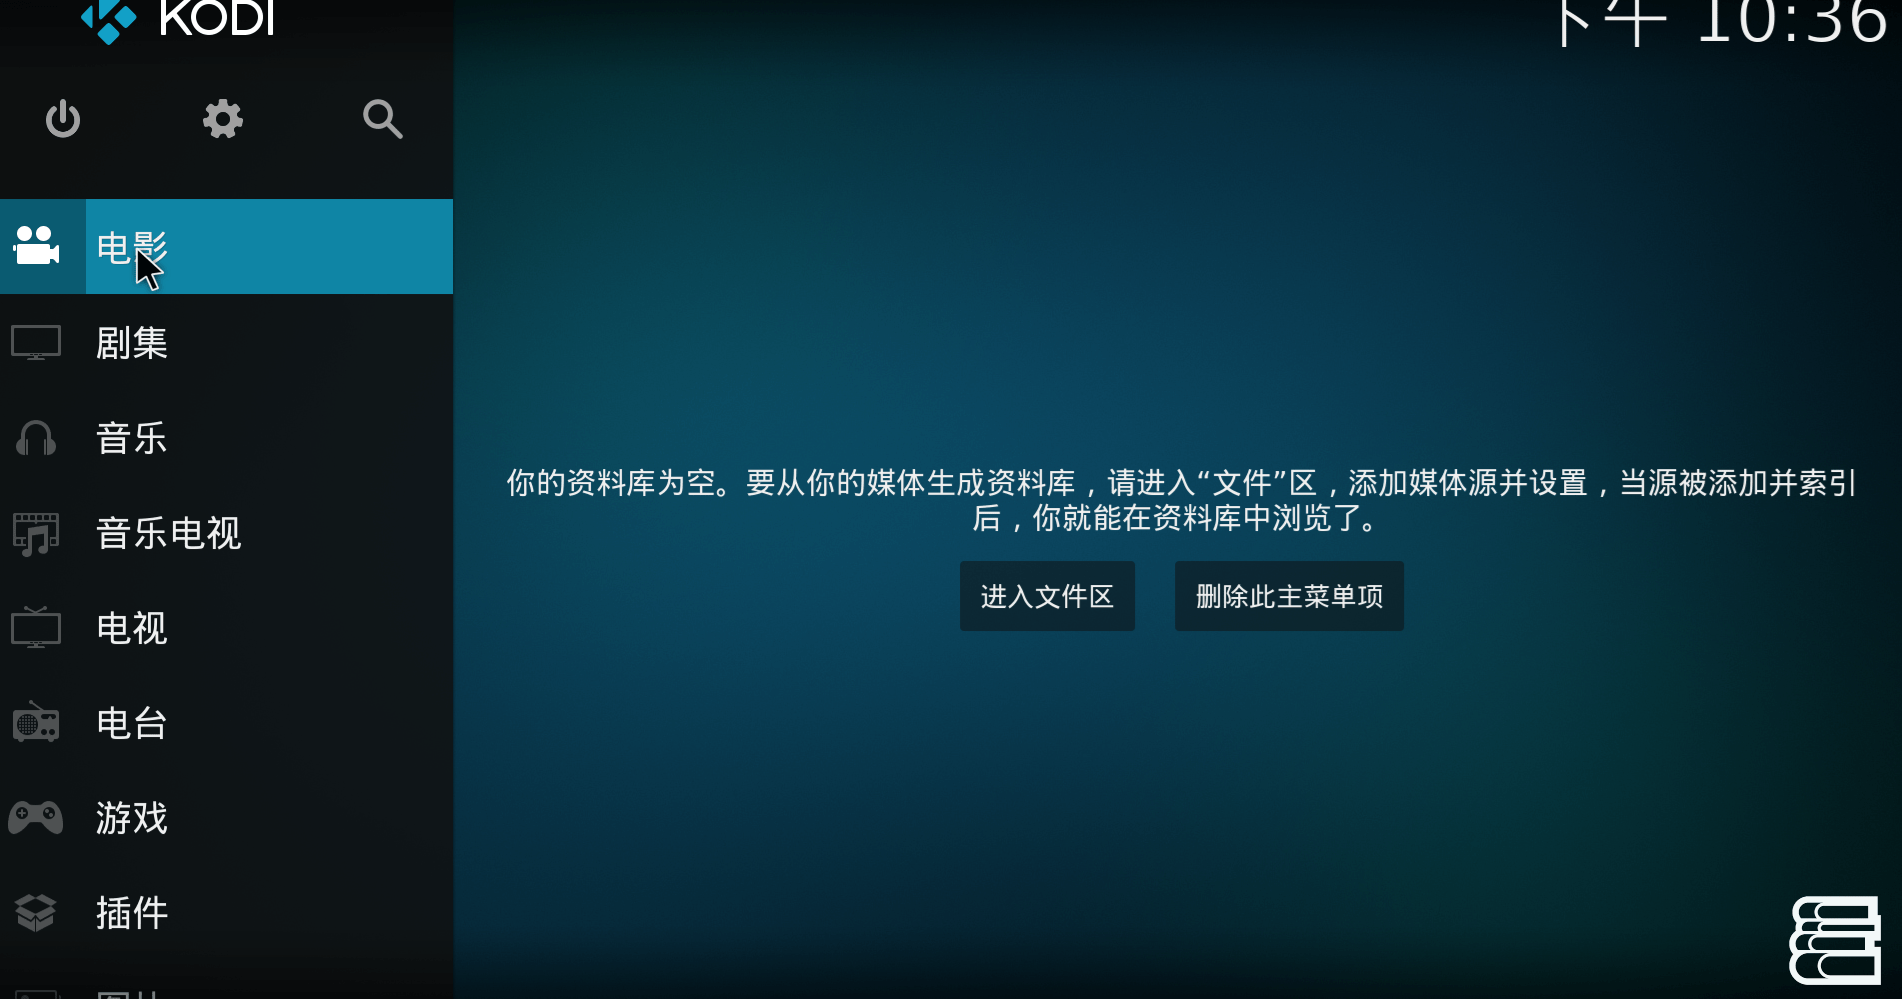 KODI
下午 10:36
电影
剧集
音乐
音乐电视
电视
电台
游戏
插件
图片
你的资料库为空。要从你的媒体生成资料库，请进入“文件”区，添加媒体源并设置，当源被添加并索引
后，你就能在资料库中浏览了。
进入文件区
删除此主菜单项